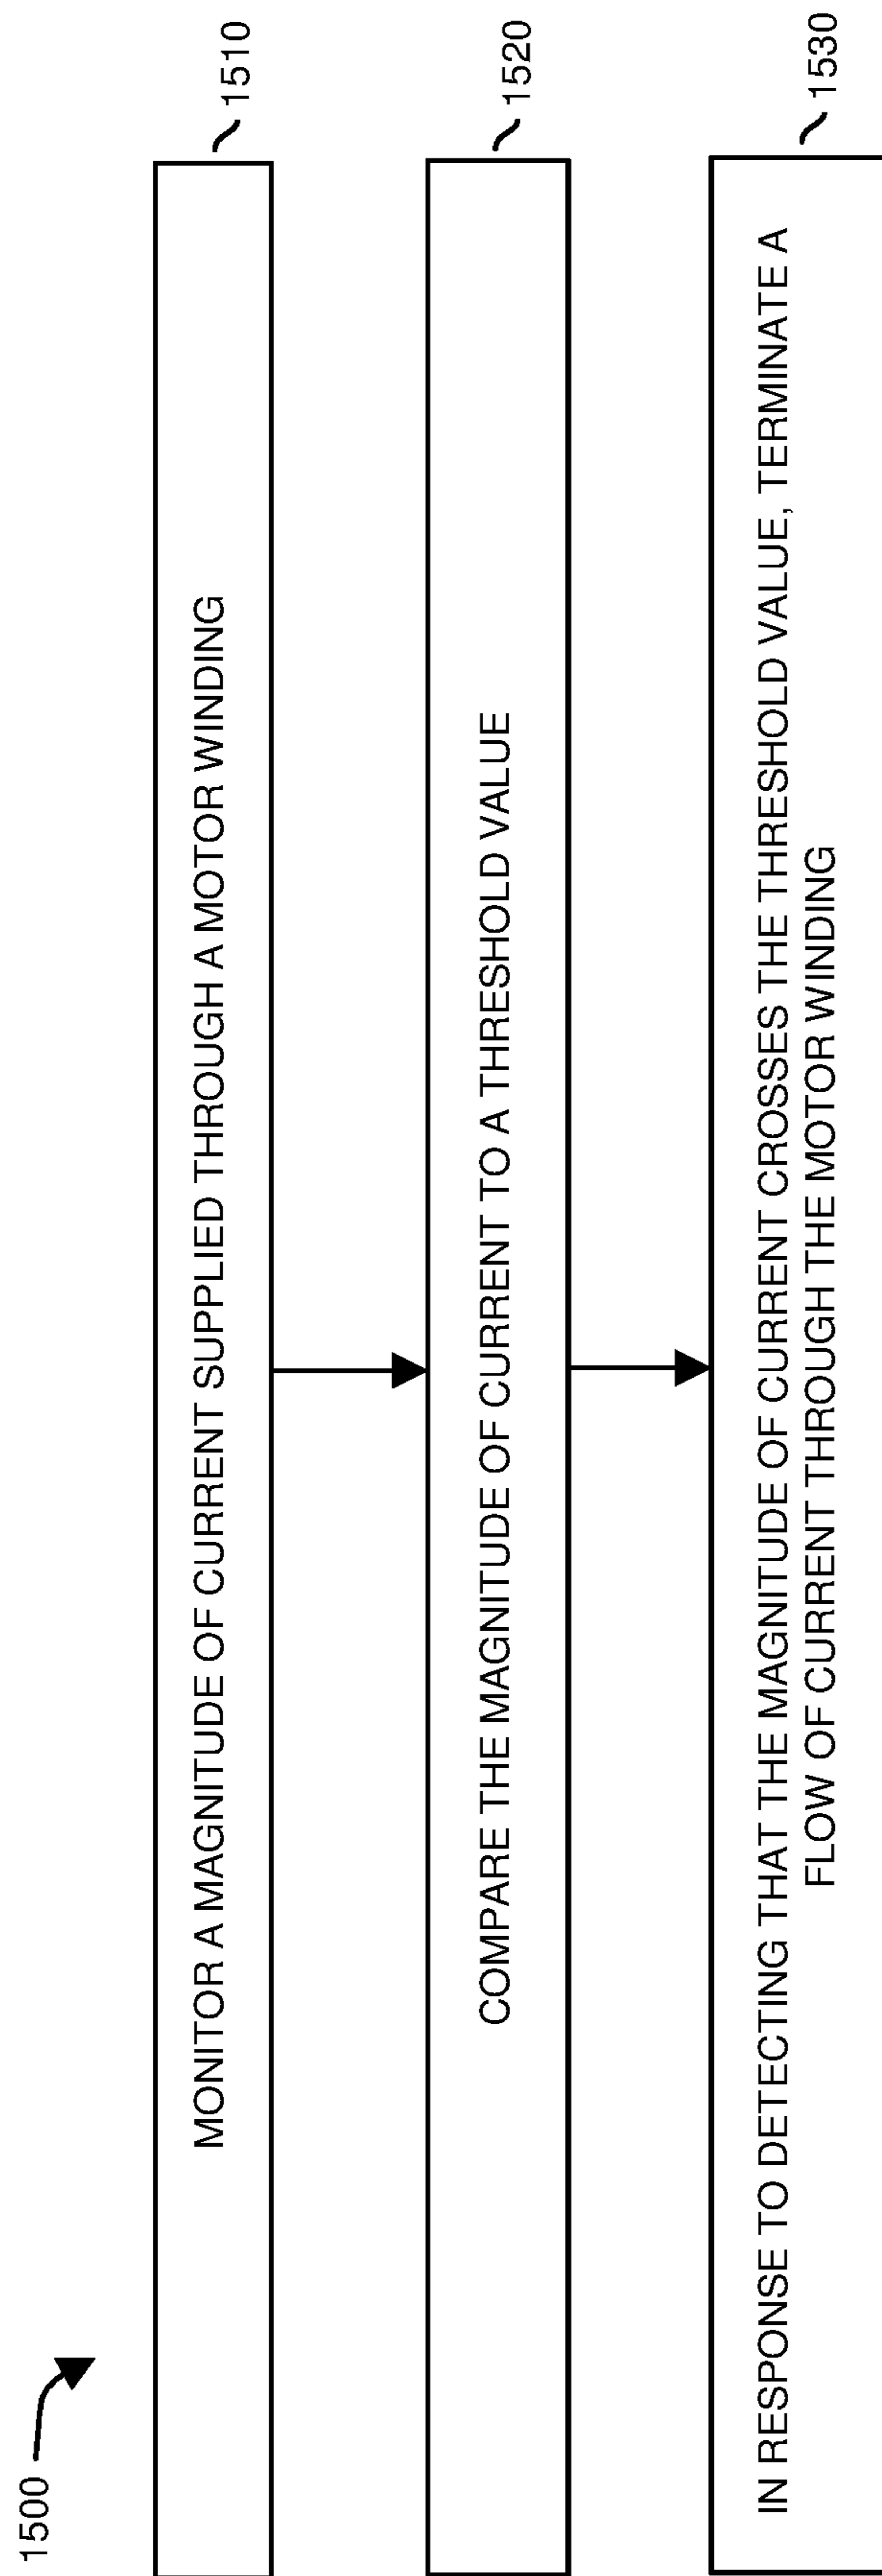 1500
MONITOR A MAGNITUDE OF CURRENT SUPPLIED THROUGH A MOTOR WINDING
1510
COMPARE THE MAGNITUDE OF CURRENT TO A THRESHOLD VALUE
1520
IN RESPONSE TO DETECTING THAT THE MAGNITUDE OF CURRENT CROSSES THE THRESHOLD VALUE, TERMINATE A
FLOW OF CURRENT THROUGH THE MOTOR WINDING
1530